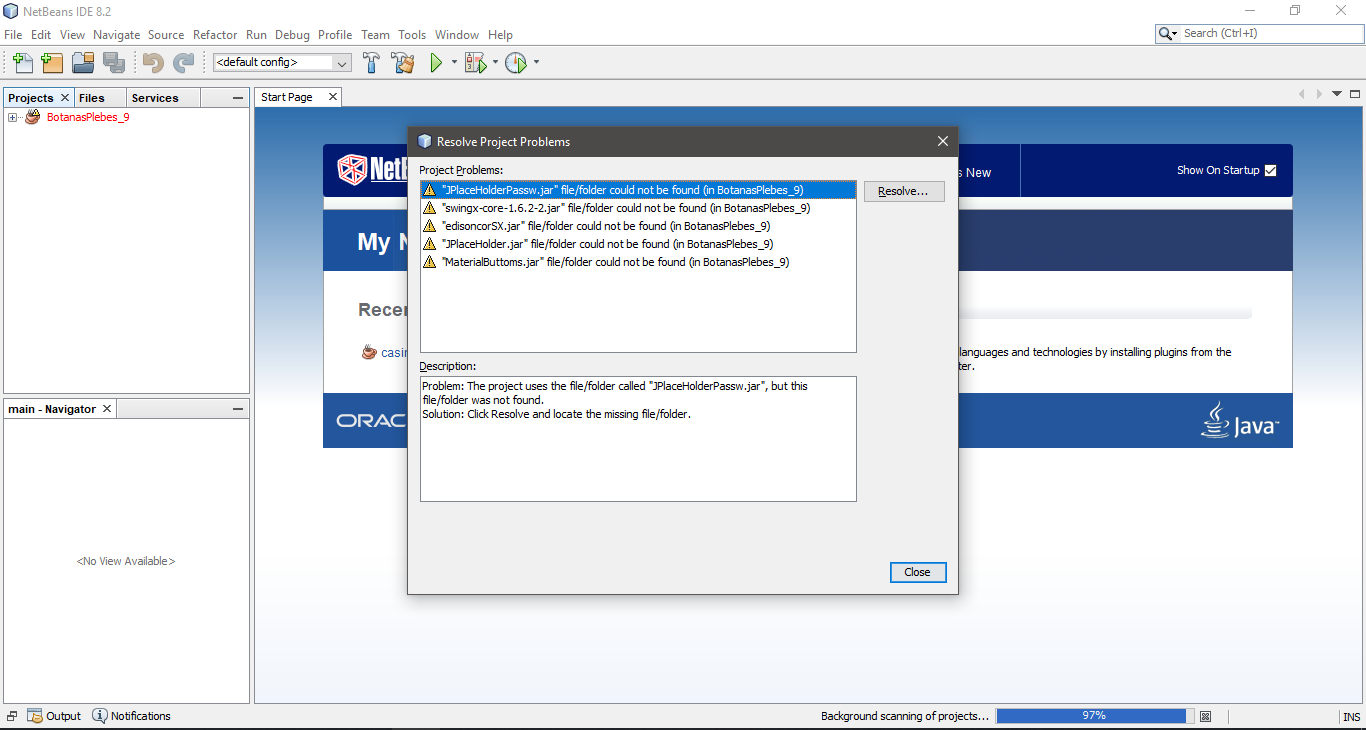 NetBeans IDE 8.2
File Edit View Navigate Source Refactor Run Debug Profile Team Tools Window Help
Search (Ctrl+I)
<default config>
Projects Files Services
Start Page
BotanasPlebes_9
Resolve Project Problems
Show On Startup
New
Project Problems:
"JPlaceHolderPassw.jar" file/folder could not be found (in BotanasPlebes_9)
Resolve...
"swingx-core-1.6.2-2.jar" file/folder could not be found (in BotanasPlebes_9)
"edisoncorSX.jar" file/folder could not be found (in BotanasPlebes_9)
"JPlaceHolder.jar" file/folder could not be found (in BotanasPlebes_9)
"MaterialButtoms.jar" file/folder could not be found (in BotanasPlebes_9)
My
languages and technologies by installing plugins from the
Description:
Problem: The project uses the file/folder called "JPlaceHolderPassw.jar", but this
file/folder was not found.
Solution: Click Resolve and locate the missing file/folder.
Java
main - Navigator
<No View Available>
Close
Output Notifications
Background scanning of projects... 97%
INS